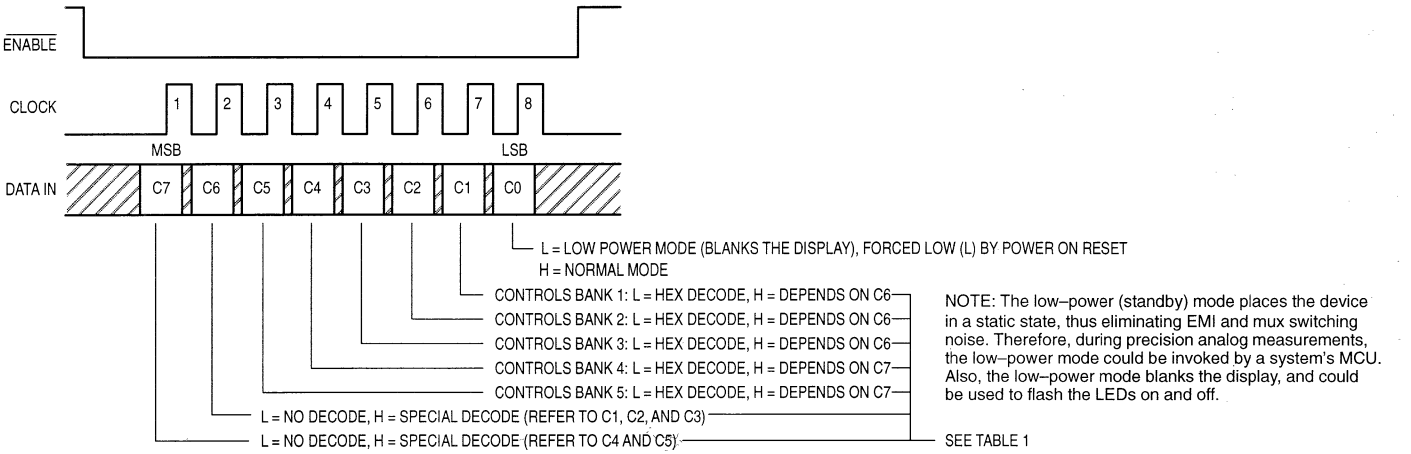 ENABLE
CLOCK
1 2 3 4 5 6 7 8
MSB LSB
DATA IN
C7 C6 C5 C4 C3 C2 C1 C0
L = LOW POWER MODE (BLANKS THE DISPLAY), FORCED LOW (L) BY POWER ON RESET
H = NORMAL MODE
CONTROLS BANK 1: L = HEX DECODE, H = DEPENDS ON C6
CONTROLS BANK 2: L = HEX DECODE, H = DEPENDS ON C6
CONTROLS BANK 3: L = HEX DECODE, H = DEPENDS ON C6
CONTROLS BANK 4: L = HEX DECODE, H = DEPENDS ON C7
CONTROLS BANK 5: L = HEX DECODE, H = DEPENDS ON C7
L = NO DECODE, H = SPECIAL DECODE (REFER TO C1, C2, AND C3)
L = NO DECODE, H = SPECIAL DECODE (REFER TO C4 AND C5)
SEE TABLE 1
NOTE: The low–power (standby) mode places the device
in a static state, thus eliminating EMI and mux switching
noise. Therefore, during precision analog measurements,
the low–power mode could be invoked by a system's MCU.
Also, the low–power mode blanks the display, and could
be used to flash the LEDs on and off.